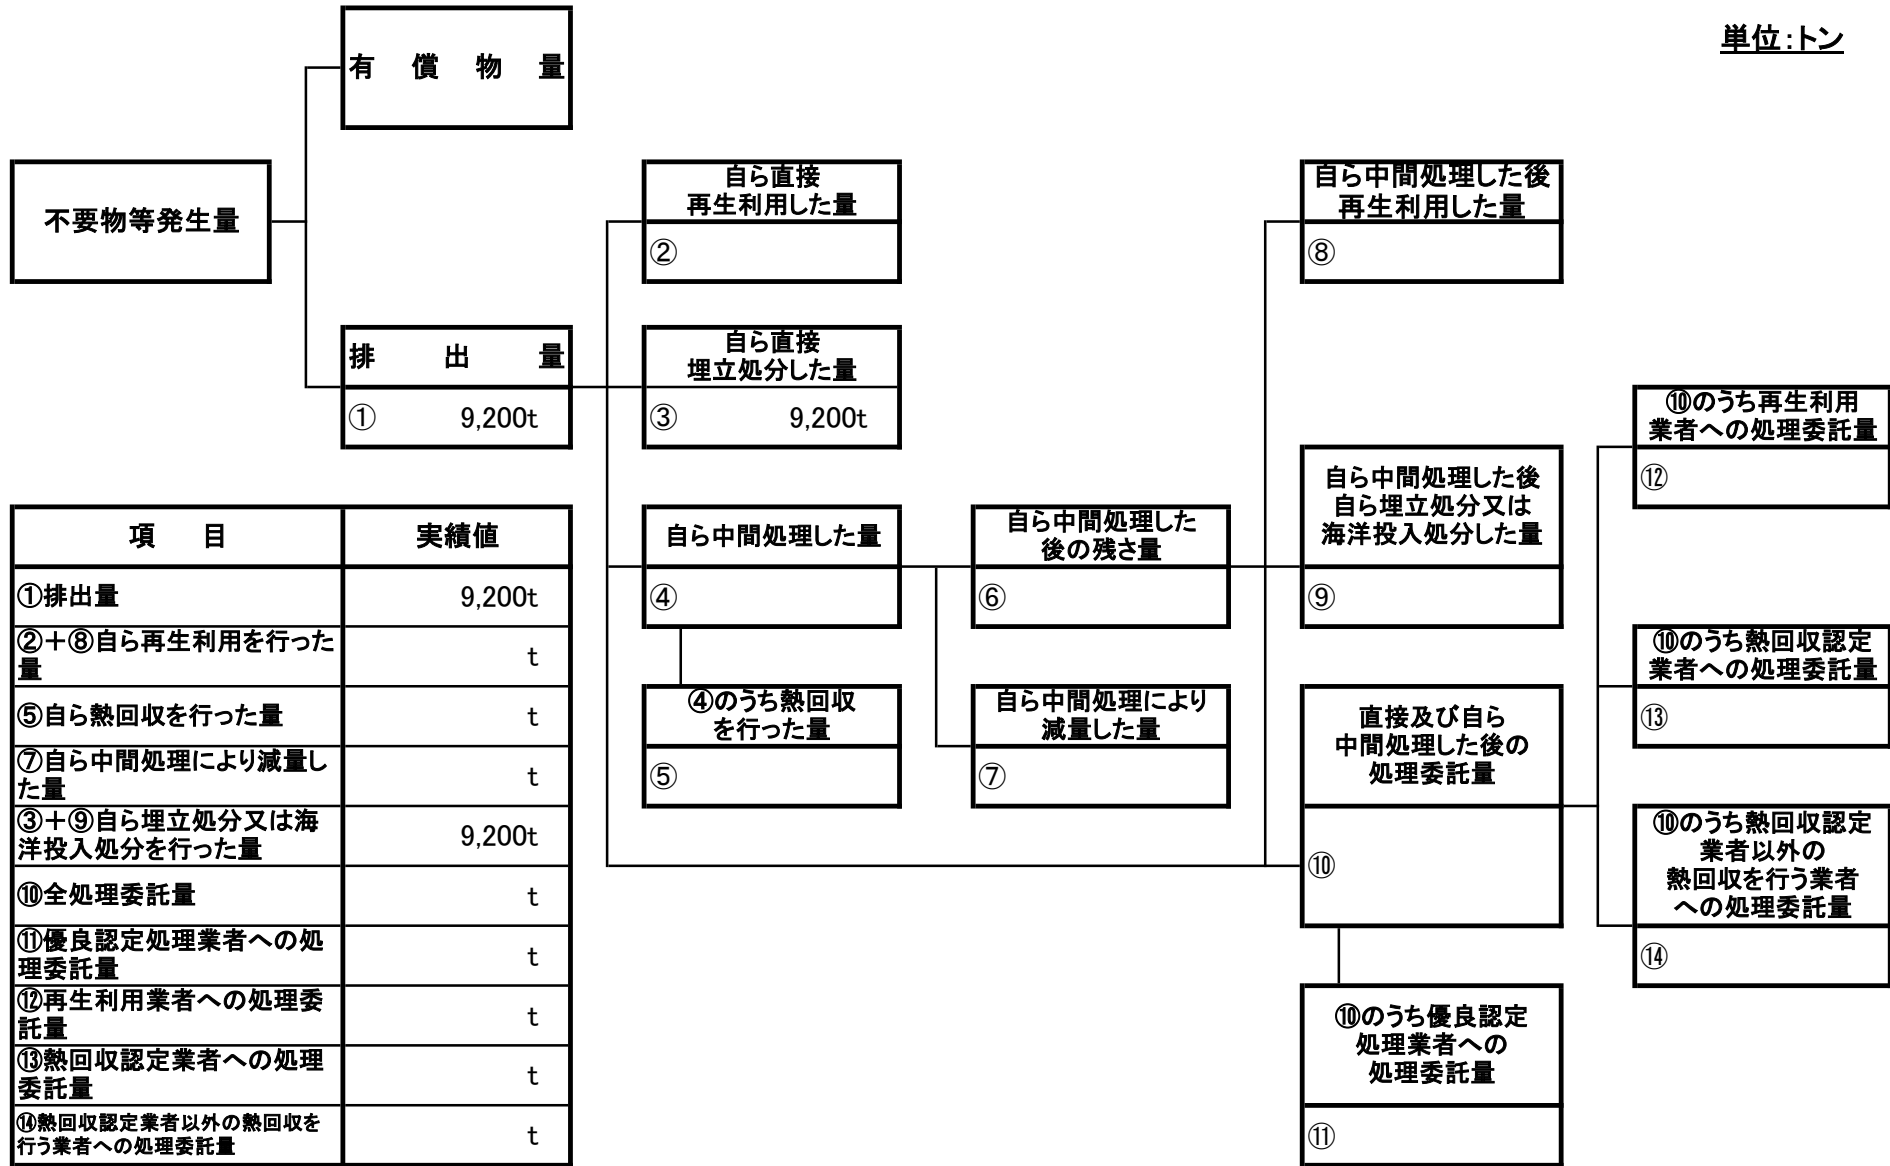 単位：トン
有償物量
不要物等発生量
自ら直接
再生利用した量
②
自ら中間処理した後
再生利用した量
⑧
排出量
① 9,200t
自ら直接
埋立処分した量
③ 9,200t
⑩のうち再生利用
業者への処理委託量
⑫
自ら中間処理した量
④
自ら中間処理した
後の残さ量
⑥
自ら中間処理した後
自ら埋立処分又は
海洋投入処分した量
⑨
⑩のうち熱回収認定
業者への処理委託量
⑬
④のうち熱回収
を行った量
⑤
自ら中間処理により
減量した量
⑦
直接及び自ら
中間処理した後の
処理委託量
⑩
⑩のうち熱回収認定
業者以外の
熱回収を行う業者
への処理委託量
⑭
⑩のうち優良認定
処理業者への
処理委託量
⑪
項目 実績値
①排出量 9,200t
②＋⑧自ら再生利用を行った
量 t
⑤自ら熱回収を行った量 t
⑦自ら中間処理により減量し
た量 t
③＋⑨自ら埋立処分又は海
洋投入処分を行った量 9,200t
⑩全処理委託量 t
⑪優良認定処理業者への処
理委託量 t
⑫再生利用業者への処理委
託量 t
⑬熱回収認定業者への処理
委託量 t
⑭熱回収認定業者以外の熱回収を
行う業者への処理委託量 t